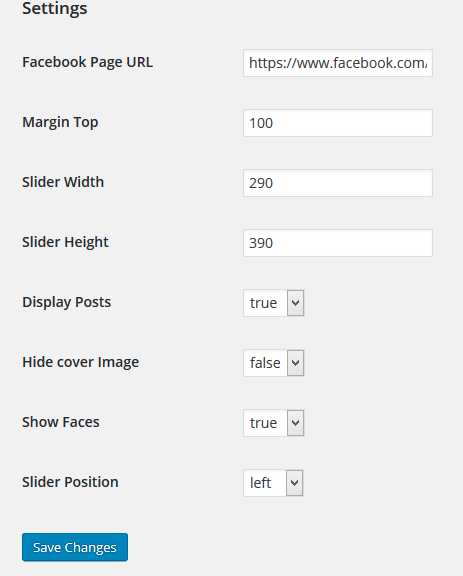 Settings
Facebook Page URL https://www.facebook.com/
Margin Top 100
Slider Width 290
Slider Height 390
Display Posts true
Hide cover Image false
Show Faces true
Slider Position left
Save Changes